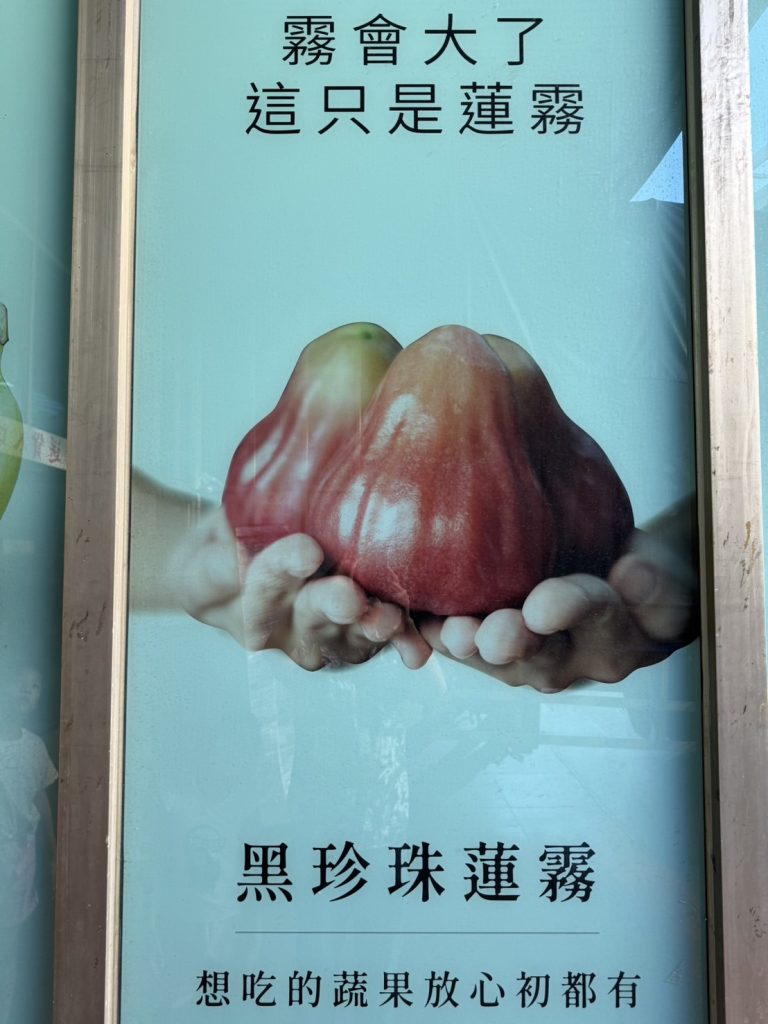 霧會大了
這只是蓮霧
黑珍珠蓮霧
想吃的蔬果放心初都有